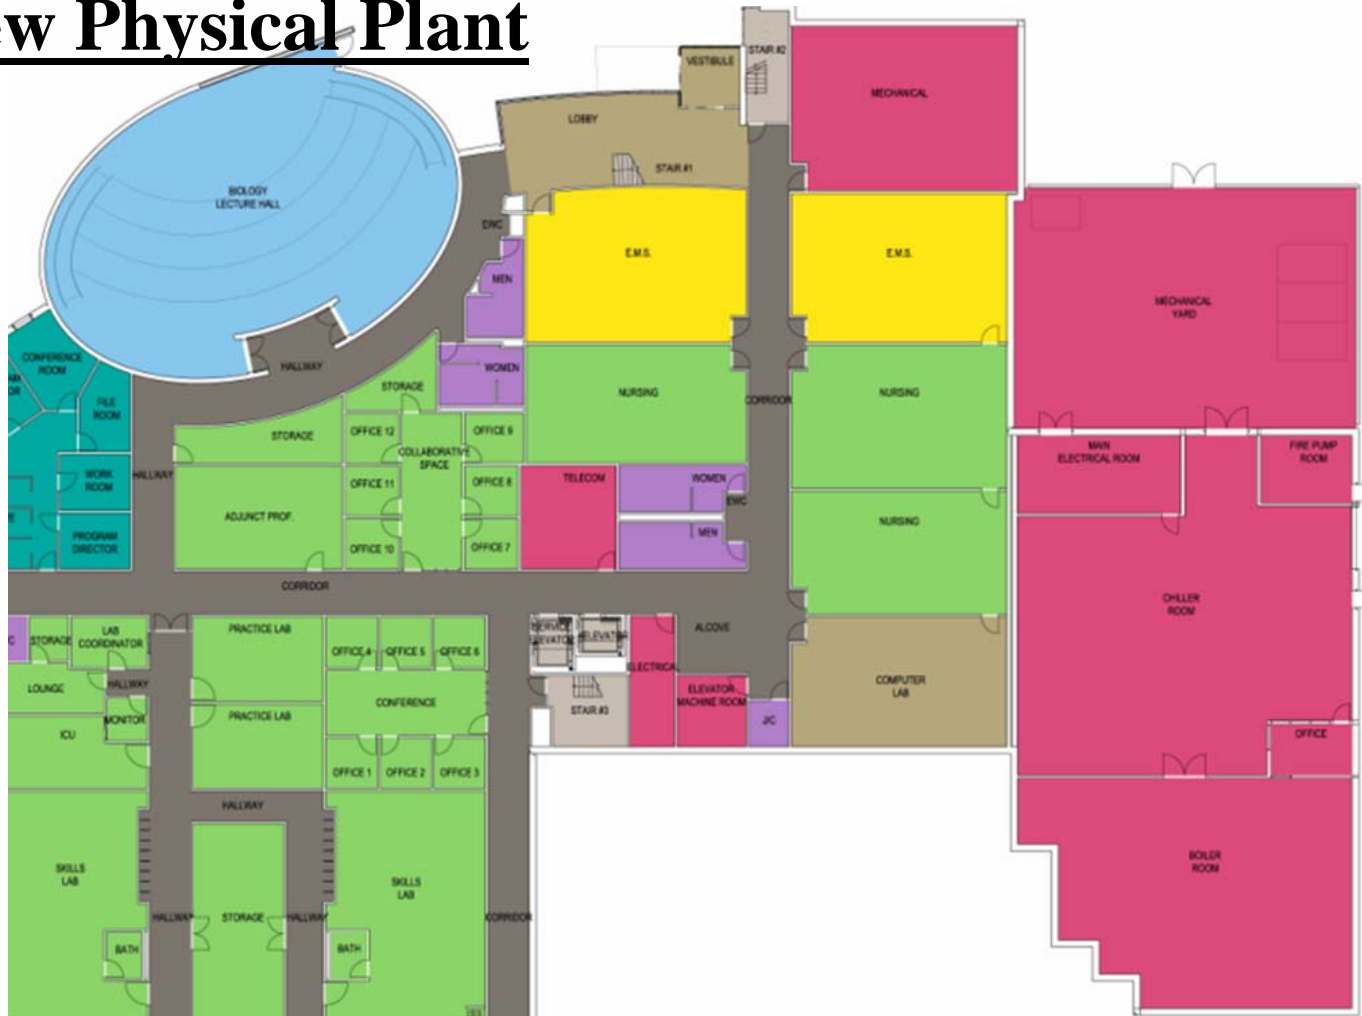 ew Physical Plant
STAIR #2
VESTIBULE
MECHANICAL
LOBBY
STAIR #1
BIOLOGY
LECTURE HALL
EWC
E.M.S.
E.M.S.
MEN
MECHANICAL
YARD
CONFERENCE
ROOM
HALLWAY
WOMEN
STORAGE
NURSING
NURSING
CORRIDOR
FILE
ROOM
STORAGE
OFFICE 12
OFFICE 9
COLLABORATIVE
SPACE
MAIN
ELECTRICAL ROOM
FIRE PUMP
ROOM
WORK
ROOM
HALLWAY
OFFICE 11
OFFICE 8
TELECOM
WOMEN
EWC
ADJUNCT PROF.
NURSING
PROGRAM
DIRECTOR
OFFICE 10
OFFICE 7
MEN
CORRIDOR
CHILLER
ROOM
STORAGE
LAB
COORDINATOR
PRACTICE LAB
OFFICE 4
OFFICE 5
OFFICE 6
SERVICE
ELEVATOR
ELEVATOR
ALCOVE
ELECTRICAL
LOUNGE
HALLWAY
CONFERENCE
ELEVATOR
MACHINE ROOM
COMPUTER
LAB
STAIR #3
MONITOR
PRACTICE LAB
J/C
ICU
OFFICE
OFFICE 1
OFFICE 2
OFFICE 3
HALLWAY
BOILER
ROOM
SKILLS
LAB
SKILLS
LAB
HALLWAY
STORAGE
HALLWAY
CORRIDOR
BATH
BATH